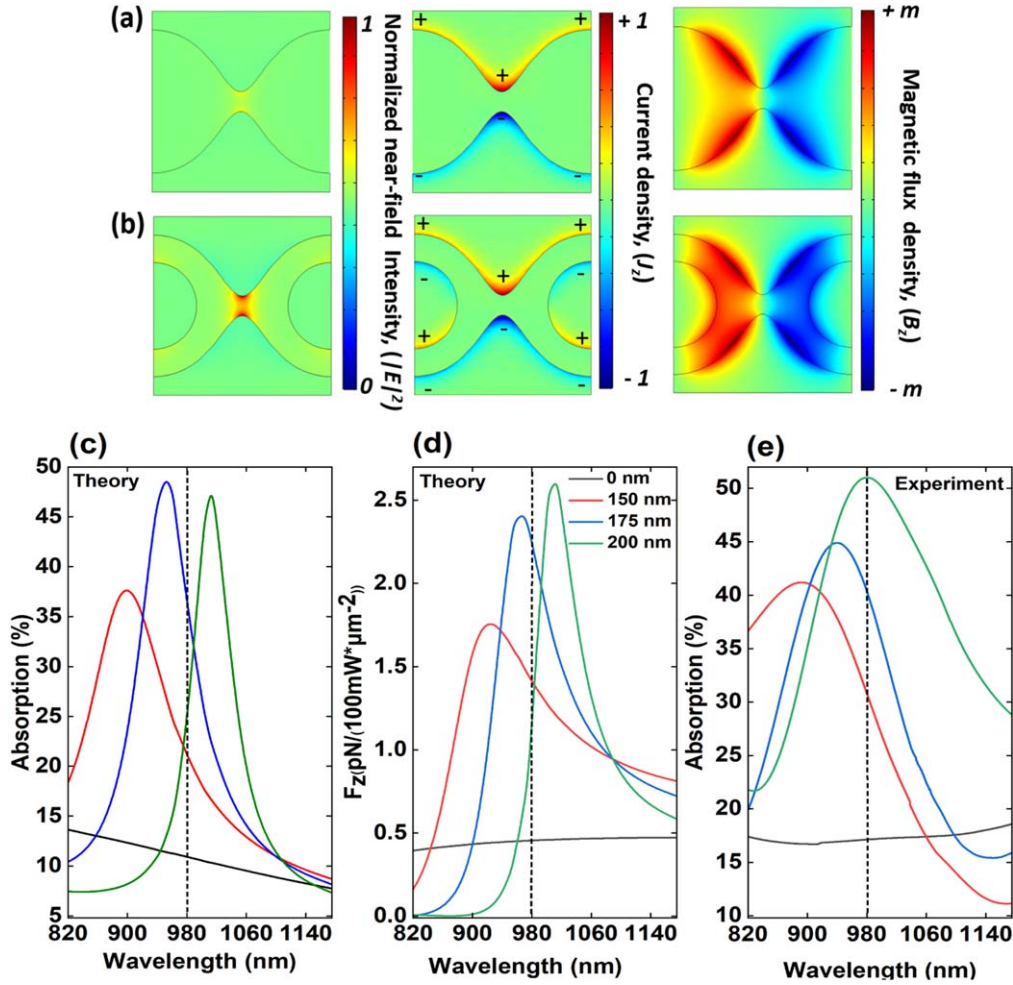 (a)
1
Normalized near-field Intensity, (|E|²)
0
+ + + - - -
+ 1
Current density, (Jz)
- 1
+ m
Magnetic flux density, (Bz)
- m
(b)
+ + + - - - + + - - -
(c)
Theory
50
45
40
35
30
25
20
15
10
5
Absorption (%)
820 900 980 1060 1140
Wavelength (nm)
(d)
Theory
0 nm
150 nm
175 nm
200 nm
2.5
2.0
1.5
1.0
0.5
0.0
Fz(pN/(100mW*µm⁻²))
820 900 980 1060 1140
Wavelength (nm)
(e)
Experiment
50
45
40
35
30
25
20
15
10
Absorption (%)
820 900 980 1060 1140
Wavelength (nm)